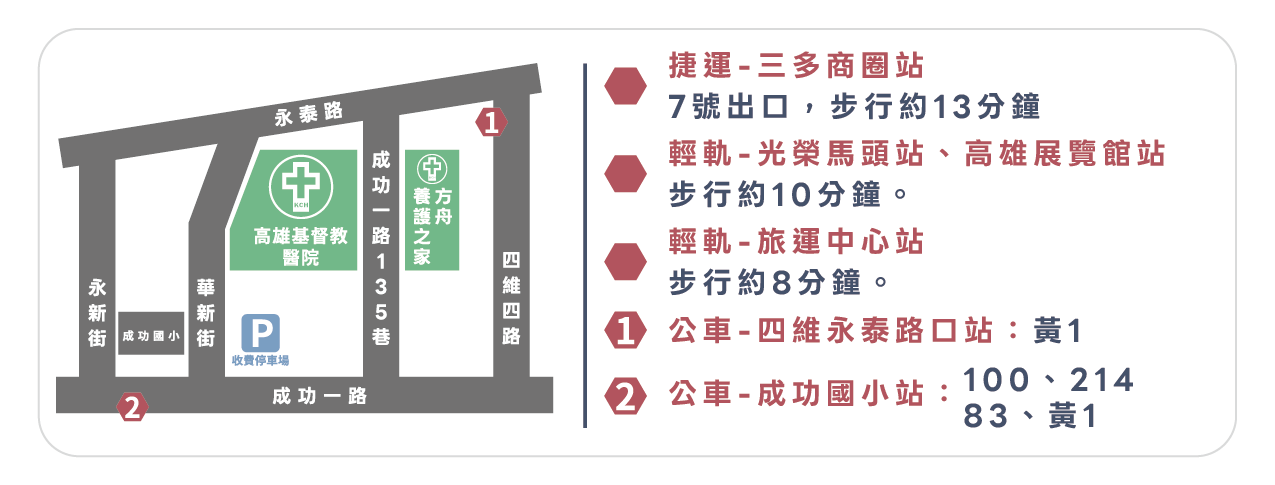 永泰路
1
成功一路135巷
KCH
高雄基督教
醫院
方舟
養護之家
四維四路
永新街
華新街
成功國小
P
收費停車場
成功一路
2
捷運-三多商圈站
7號出口，步行約13分鐘
輕軌-光榮馬頭站、高雄展覽館站
步行約10分鐘。
輕軌-旅運中心站
步行約8分鐘。
1 公車-四維永泰路口站：黃1
2 公車-成功國小站：100、214
83、黃1